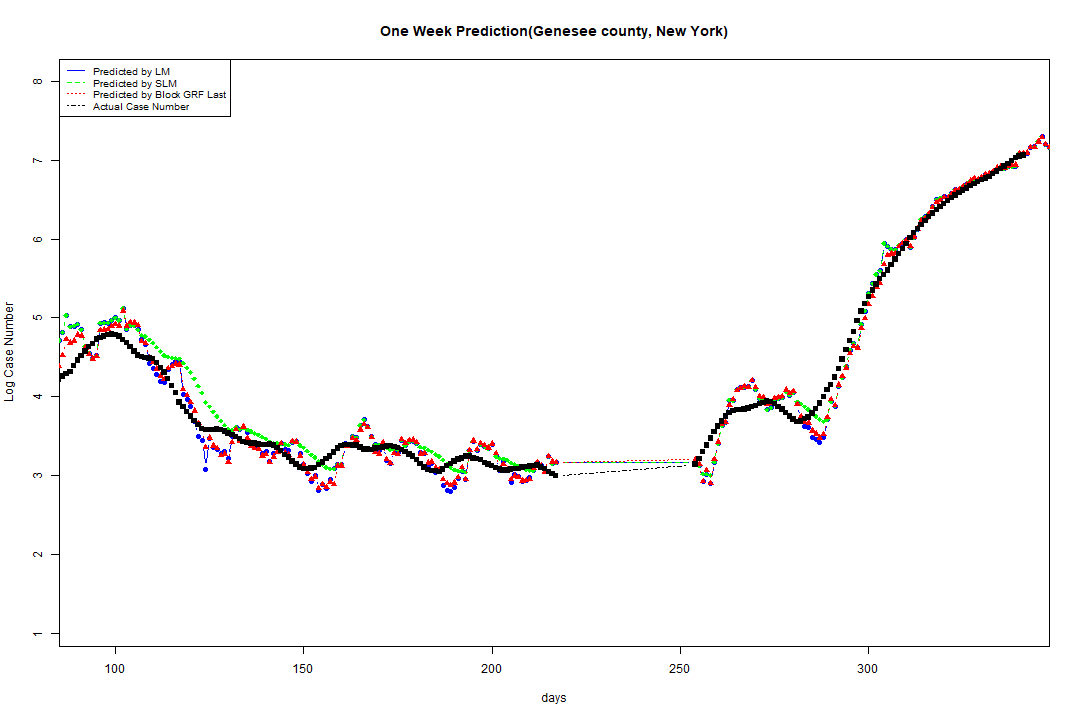 One Week Prediction(Genesee county, New York)
Predicted by LM
Predicted by SLM
Predicted by Block GRF Last
Actual Case Number
8
7
6
5
4
3
2
1
Log Case Number
100 150 200 250 300
days